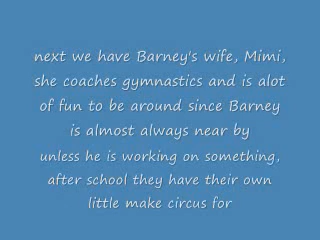 next we have Barney's wife, Mimi,
she coaches gymnastics and is alot
of fun to be around since Barney
is almost always near by
unless he is working on something,
after school they have their own
little make circus for